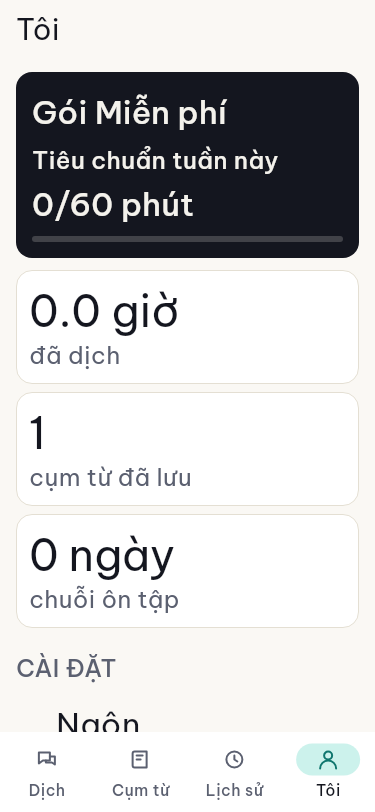 Tôi
Gói Miễn phí
Tiêu chuẩn tuần này
0/60 phút
0.0 giờ
đã dịch
1
cụm từ đã lưu
0 ngày
chuỗi ôn tập
CÀI ĐẶT
Ngôn
Dịch
Cụm từ
Lịch sử
Tôi